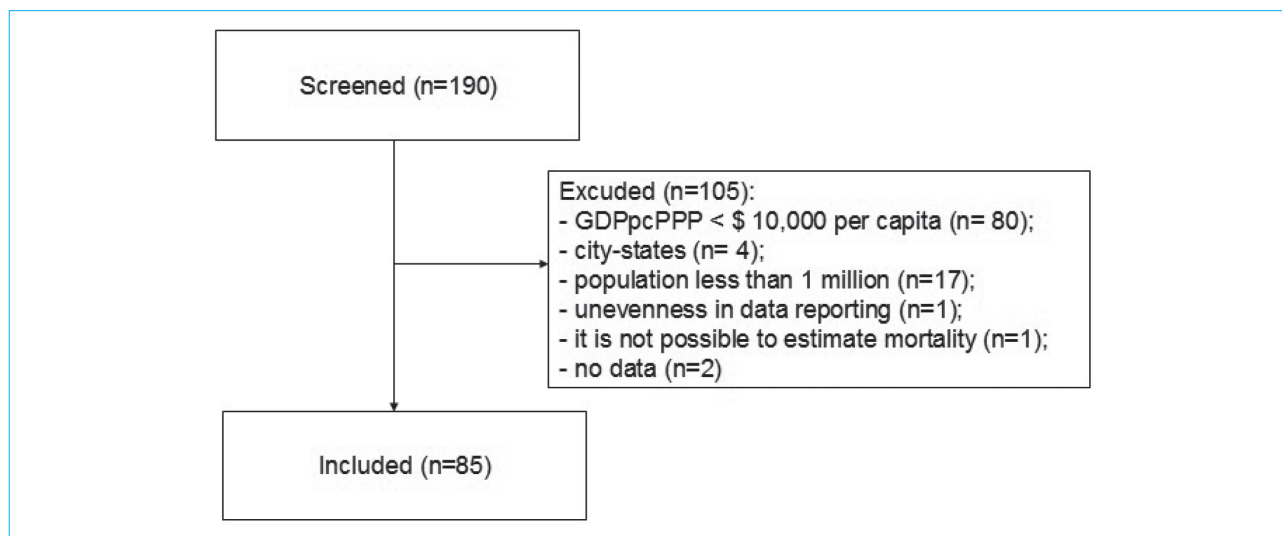 Screened (n=190)
Excuded (n=105):
- GDPpcPPP < $ 10,000 per capita (n= 80);
- city-states (n= 4);
- population less than 1 million (n=17);
- unevenness in data reporting (n=1);
- it is not possible to estimate mortality (n=1);
- no data (n=2)
Included (n=85)